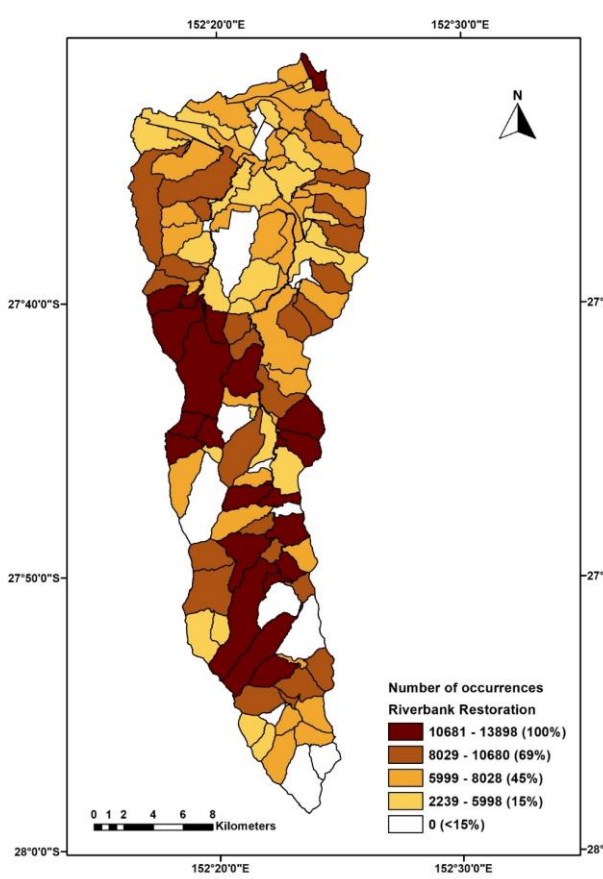 152°20'0"E 152°30'0"E
N
27°40'0"S 27°
27°50'0"S 27°
Number of occurrences
Riverbank Restoration
10681 - 13898 (100%)
8029 - 10680 (69%)
5999 - 8028 (45%)
2239 - 5998 (15%)
0 (<15%)
0 1 2 4 6 8
Kilometers
28°0'0"S 28°
152°20'0"E 152°30'0"E